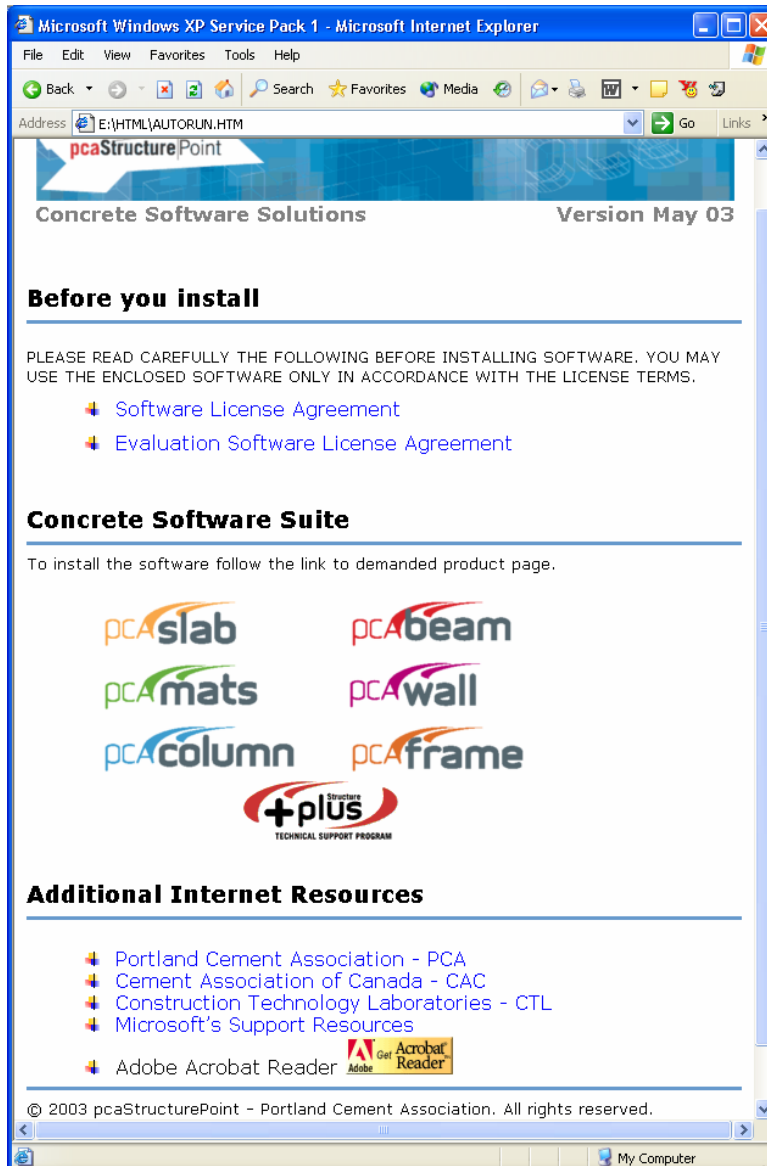 Microsoft Windows XP Service Pack 1 - Microsoft Internet Explorer
File Edit View Favorites Tools Help
Back Search Favorites Media
Address E:\HTML\AUTORUN.HTM Go Links
pcaStructurePoint
Concrete Software Solutions Version May 03
Before you install
PLEASE READ CAREFULLY THE FOLLOWING BEFORE INSTALLING SOFTWARE. YOU MAY
USE THE ENCLOSED SOFTWARE ONLY IN ACCORDANCE WITH THE LICENSE TERMS.
Software License Agreement
Evaluation Software License Agreement
Concrete Software Suite
To install the software follow the link to demanded product page.
pcaslab pcabeam
pcamats pcawall
pcacolumn pcaframe
Structure
+plus
TECHNICAL SUPPORT PROGRAM
Additional Internet Resources
Portland Cement Association - PCA
Cement Association of Canada - CAC
Construction Technology Laboratories - CTL
Microsoft's Support Resources
Adobe Acrobat Reader Adobe Get Acrobat Reader
© 2003 pcaStructurePoint - Portland Cement Association. All rights reserved.
My Computer